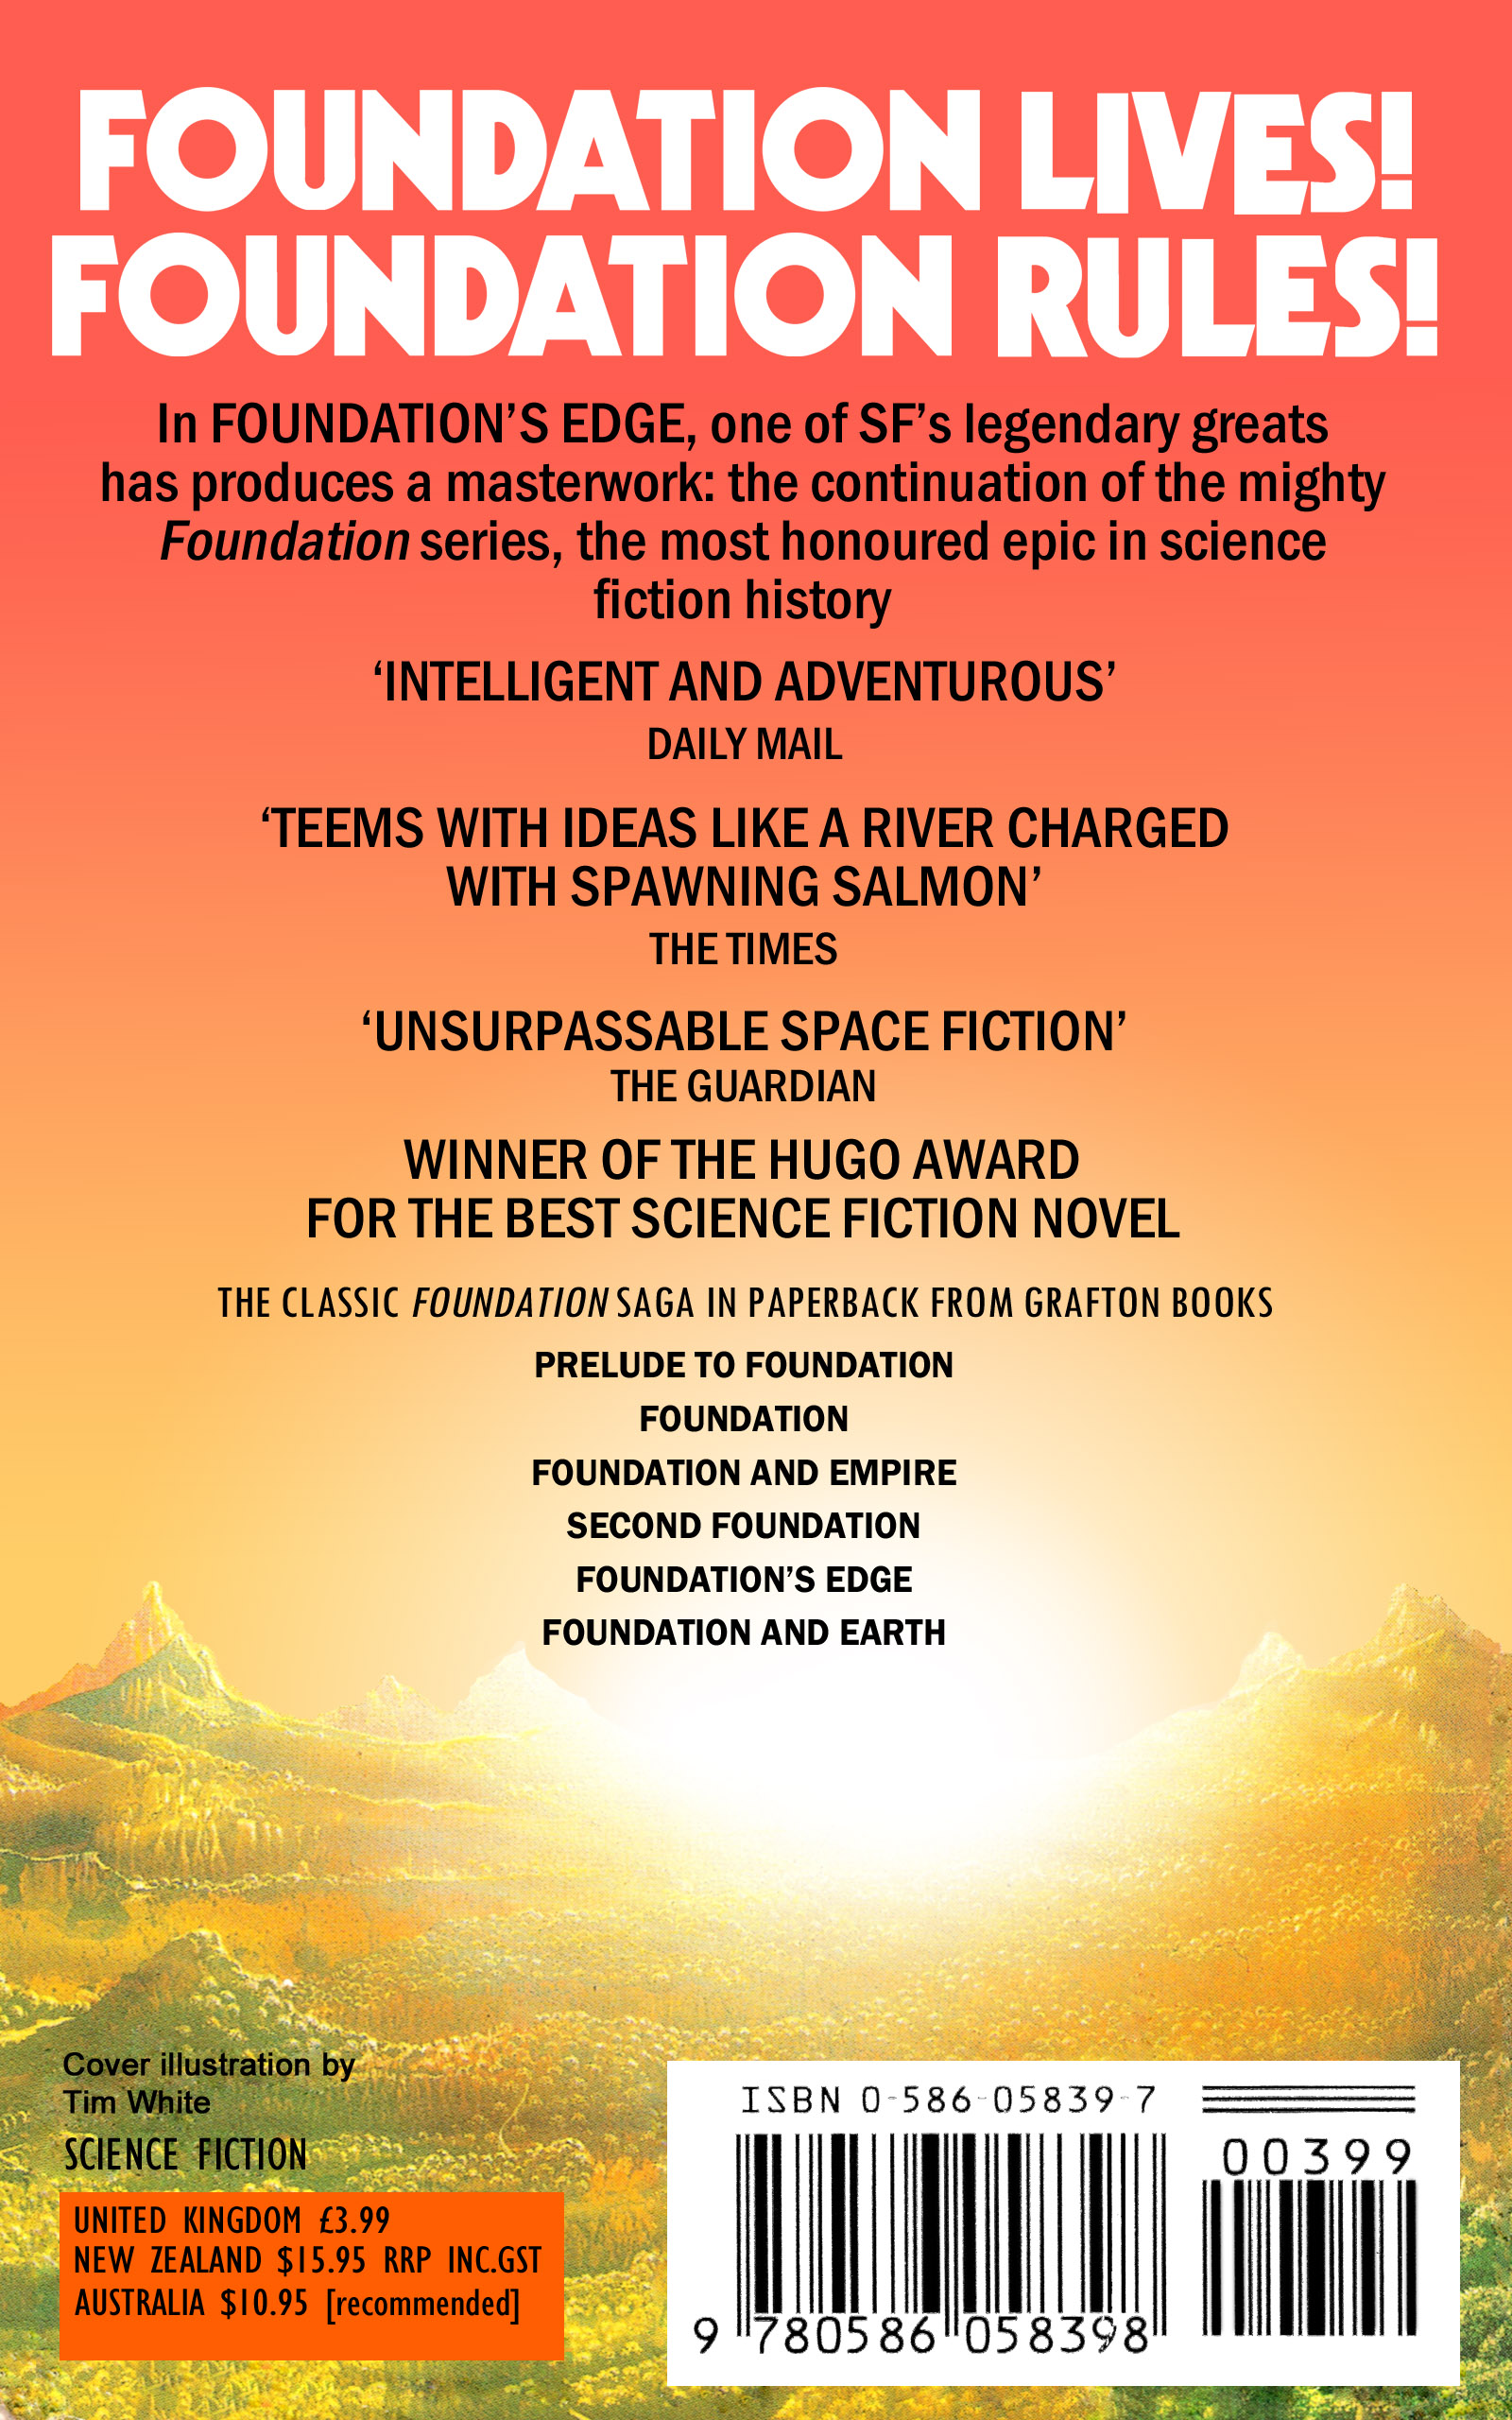 FOUNDATION LIVES!
FOUNDATION RULES!
In FOUNDATION’S EDGE, one of SF’s legendary greats
has produces a masterwork: the continuation of the mighty
Foundation series, the most honoured epic in science
fiction history
‘INTELLIGENT AND ADVENTUROUS’
DAILY MAIL
‘TEEMS WITH IDEAS LIKE A RIVER CHARGED
WITH SPAWNING SALMON’
THE TIMES
‘UNSURPASSABLE SPACE FICTION’
THE GUARDIAN
WINNER OF THE HUGO AWARD
FOR THE BEST SCIENCE FICTION NOVEL
THE CLASSIC FOUNDATION SAGA IN PAPERBACK FROM GRAFTON BOOKS
PRELUDE TO FOUNDATION
FOUNDATION
FOUNDATION AND EMPIRE
SECOND FOUNDATION
FOUNDATION’S EDGE
FOUNDATION AND EARTH
Cover illustration by
Tim White
SCIENCE FICTION
UNITED KINGDOM £3.99
NEW ZEALAND $15.95 RRP INC.GST
AUSTRALIA $10.95 [recommended]
ISBN 0-586-05839-7
00399
9 780586 058398